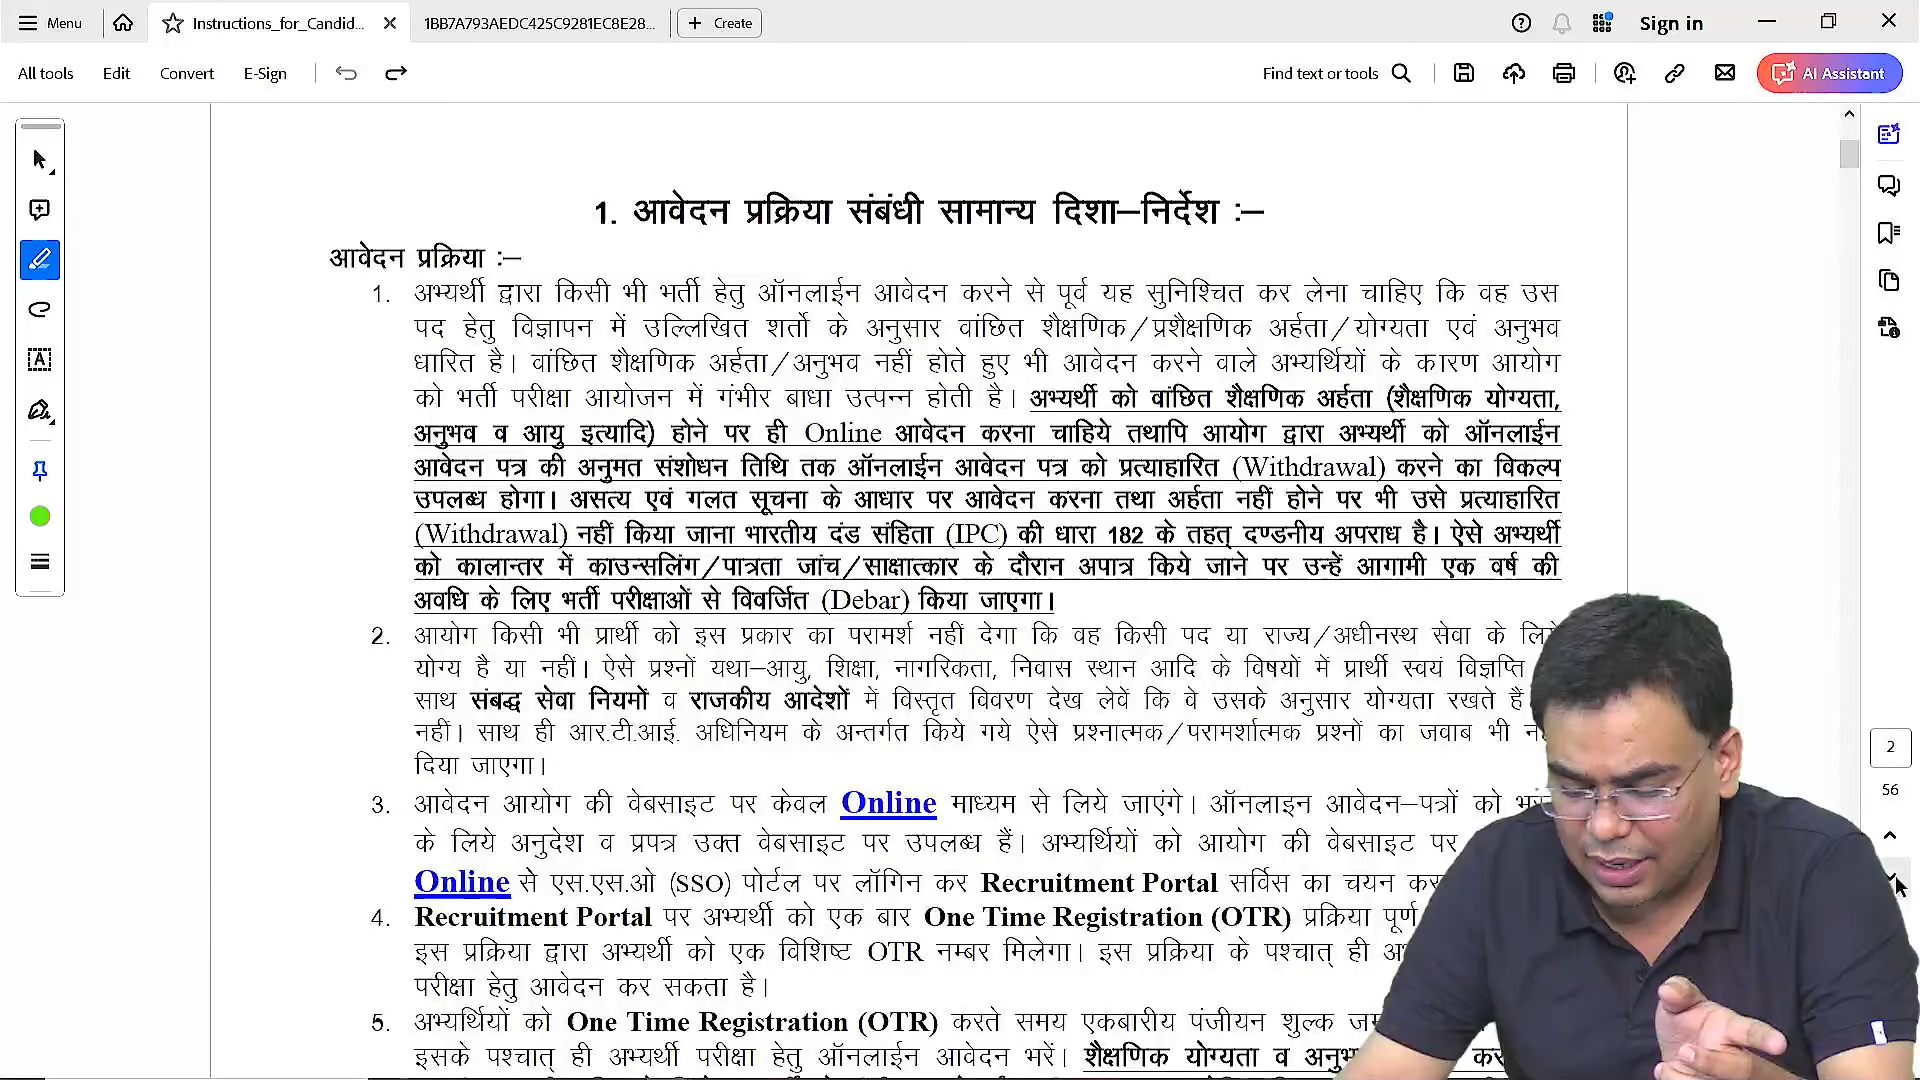 Menu
Instructions_for_Candid...
1BB7A793AEDC425C9281EC8E28...
Create
Sign in
All tools
Edit
Convert
E-Sign
Find text or tools
AI Assistant
1. आवेदन प्रक्रिया संबंधी सामान्य दिशा–निर्देश :–
आवेदन प्रक्रिया :–
1. अभ्यर्थी द्वारा किसी भी भर्ती हेतु ऑनलाईन आवेदन करने से पूर्व यह सुनिश्चित कर लेना चाहिए कि वह उस
पद हेतु विज्ञापन में उल्लिखित शर्तो के अनुसार वांछित शैक्षणिक/प्रशैक्षणिक अर्हता/योग्यता एवं अनुभव
धारित है। वांछित शैक्षणिक अर्हता/अनुभव नहीं होते हुए भी आवेदन करने वाले अभ्यर्थियों के कारण आयोग
को भर्ती परीक्षा आयोजन में गंभीर बाधा उत्पन्न होती है। अभ्यर्थी को वांछित शैक्षणिक अर्हता (शैक्षणिक योग्यता,
अनुभव व आयु इत्यादि) होने पर ही Online आवेदन करना चाहिये तथापि आयोग द्वारा अभ्यर्थी को ऑनलाईन
आवेदन पत्र की अनुमत संशोधन तिथि तक ऑनलाईन आवेदन पत्र को प्रत्याहारित (Withdrawal) करने का विकल्प
उपलब्ध होगा। असत्य एवं गलत सूचना के आधार पर आवेदन करना तथा अर्हता नहीं होने पर भी उसे प्रत्याहारित
(Withdrawal) नहीं किया जाना भारतीय दंड संहिता (IPC) की धारा 182 के तहत् दण्डनीय अपराध है। ऐसे अभ्यर्थी
को कालान्तर में काउन्सलिंग/पात्रता जांच/साक्षात्कार के दौरान अपात्र किये जाने पर उन्हें आगामी एक वर्ष की
अवधि के लिए भर्ती परीक्षाओं से विवर्जित (Debar) किया जाएगा।
2. आयोग किसी भी प्रार्थी को इस प्रकार का परामर्श नहीं देगा कि वह किसी पद या राज्य/अधीनस्थ सेवा के लिये
योग्य है या नहीं। ऐसे प्रश्नों यथा–आयु, शिक्षा, नागरिकता, निवास स्थान आदि के विषयों में प्रार्थी स्वयं विज्ञप्ति
साथ संबद्ध सेवा नियमों व राजकीय आदेशों में विस्तृत विवरण देख लेवें कि वे उसके अनुसार योग्यता रखते हैं
नहीं। साथ ही आर.टी.आई. अधिनियम के अन्तर्गत किये गये ऐसे प्रश्नात्मक/परामर्शात्मक प्रश्नों का जवाब भी
दिया जाएगा।
3. आवेदन आयोग की वेबसाइट पर केवल Online माध्यम से लिये जाएंगे। ऑनलाइन आवेदन–पत्रों को
के लिये अनुदेश व प्रपत्र उक्त वेबसाइट पर उपलब्ध हैं। अभ्यर्थियों को आयोग की वेबसाइट पर
Online से एस.एस.ओ (SSO) पोर्टल पर लॉगिन कर Recruitment Portal सर्विस का चयन
4. Recruitment Portal पर अभ्यर्थी को एक बार One Time Registration (OTR) प्रक्रिया पूर्ण
इस प्रक्रिया द्वारा अभ्यर्थी को एक विशिष्ट OTR नम्बर मिलेगा। इस प्रक्रिया के पश्चात् ही
परीक्षा हेतु आवेदन कर सकता है।
5. अभ्यर्थियों को One Time Registration (OTR) करते समय एकबारीय पंजीयन शुल्क
इसके पश्चात् ही अभ्यर्थी परीक्षा हेतु ऑनलाईन आवेदन भरें। शैक्षणिक योग्यता व
2
56